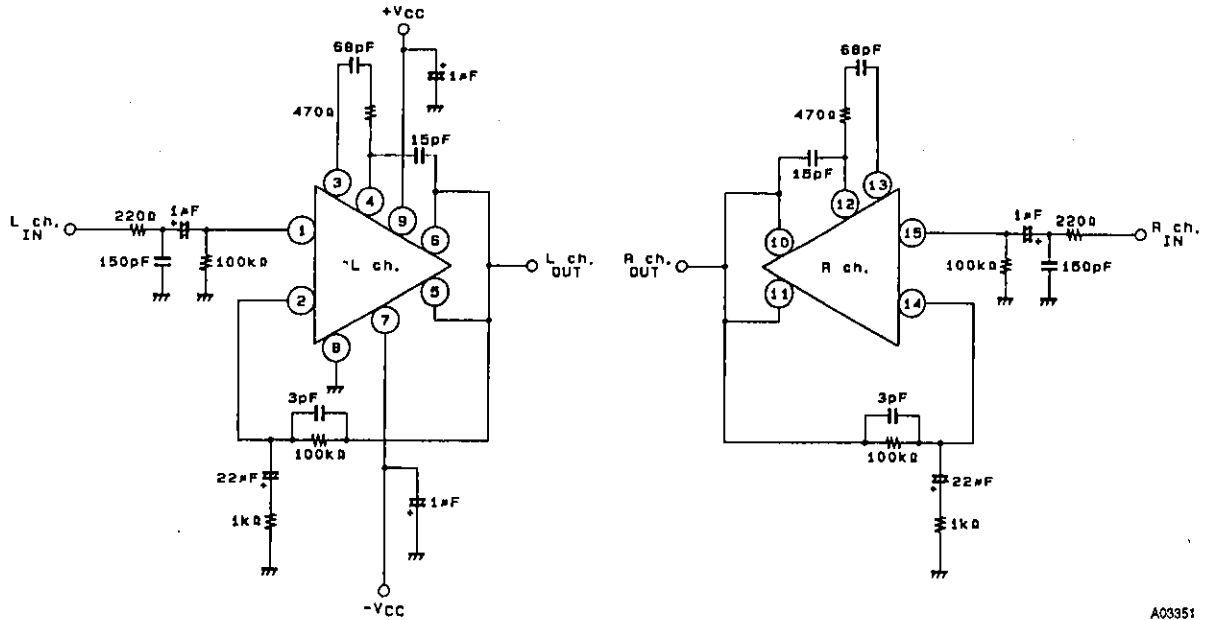 +VCC
68pF
1µF
470Ω
15pF
3
4
9
6
L ch.
IN
220Ω
1µF
+
1
150pF
100kΩ
L ch.
L ch.
OUT
2
5
7
8
3pF
100kΩ
22µF
+
1kΩ
1µF
+
-VCC
68pF
470Ω
15pF
13
12
10
15
1µF
+
220Ω
R ch.
IN
R ch.
OUT
R ch.
100kΩ
150pF
11
14
3pF
100kΩ
22µF
+
1kΩ
A03351